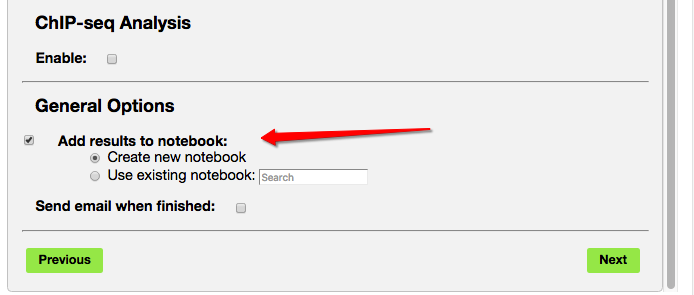 ChIP-seq Analysis
Enable:
General Options
Add results to notebook:
Create new notebook
Use existing notebook: Search
Send email when finished:
Previous Next